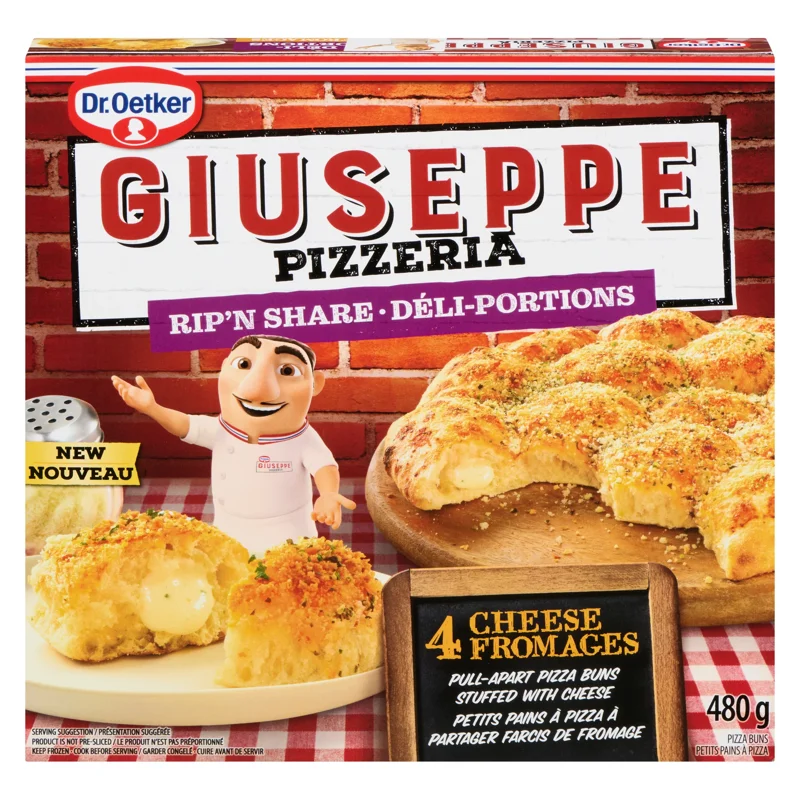 Dr.Oetker
GIUSEPPE
PIZZERIA
RIP'N SHARE • DÉLI-PORTIONS
GIUSEPPE
NEW
NOUVEAU
4 CHEESE
FROMAGES
PULL-APART PIZZA BUNS
STUFFED WITH CHEESE
PETITS PAINS À PIZZA À
PARTAGER FARCIS DE FROMAGE
480 g
PIZZA BUNS
PETITS PAINS À PIZZA
SERVING SUGGESTION / PRÉSENTATION SUGGÉRÉE
PRODUCT IS NOT PRE-SLICED / LE PRODUIT N'EST PAS PRÉPORTIONNÉ
KEEP FROZEN - COOK BEFORE SERVING / GARDER CONGELÉ - CUIRE AVANT DE SERVIR